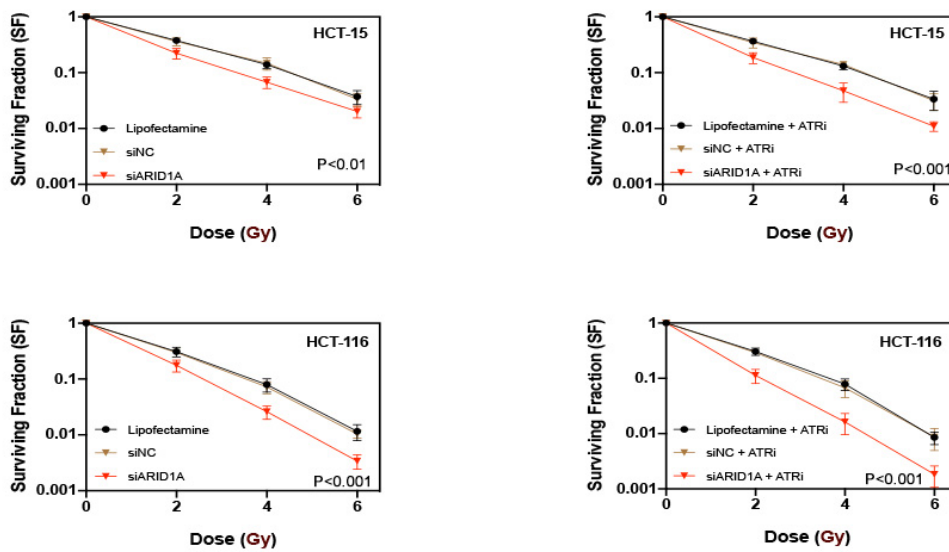 Surviving Fraction (SF)
1
0.1
0.01
0.001
HCT-15
Lipofectamine
siNC
siARID1A
P<0.01
0 2 4 6
Dose (Gy)
Surviving Fraction (SF)
1
0.1
0.01
0.001
HCT-15
Lipofectamine + ATRi
siNC + ATRi
siARID1A + ATRi
P<0.001
0 2 4 6
Dose (Gy)
Surviving Fraction (SF)
1
0.1
0.01
0.001
HCT-116
Lipofectamine
siNC
siARID1A
P<0.001
0 2 4 6
Dose (Gy)
Surviving Fraction (SF)
1
0.1
0.01
0.001
HCT-116
Lipofectamine + ATRi
siNC + ATRi
siARID1A + ATRi
P<0.001
0 2 4 6
Dose (Gy)